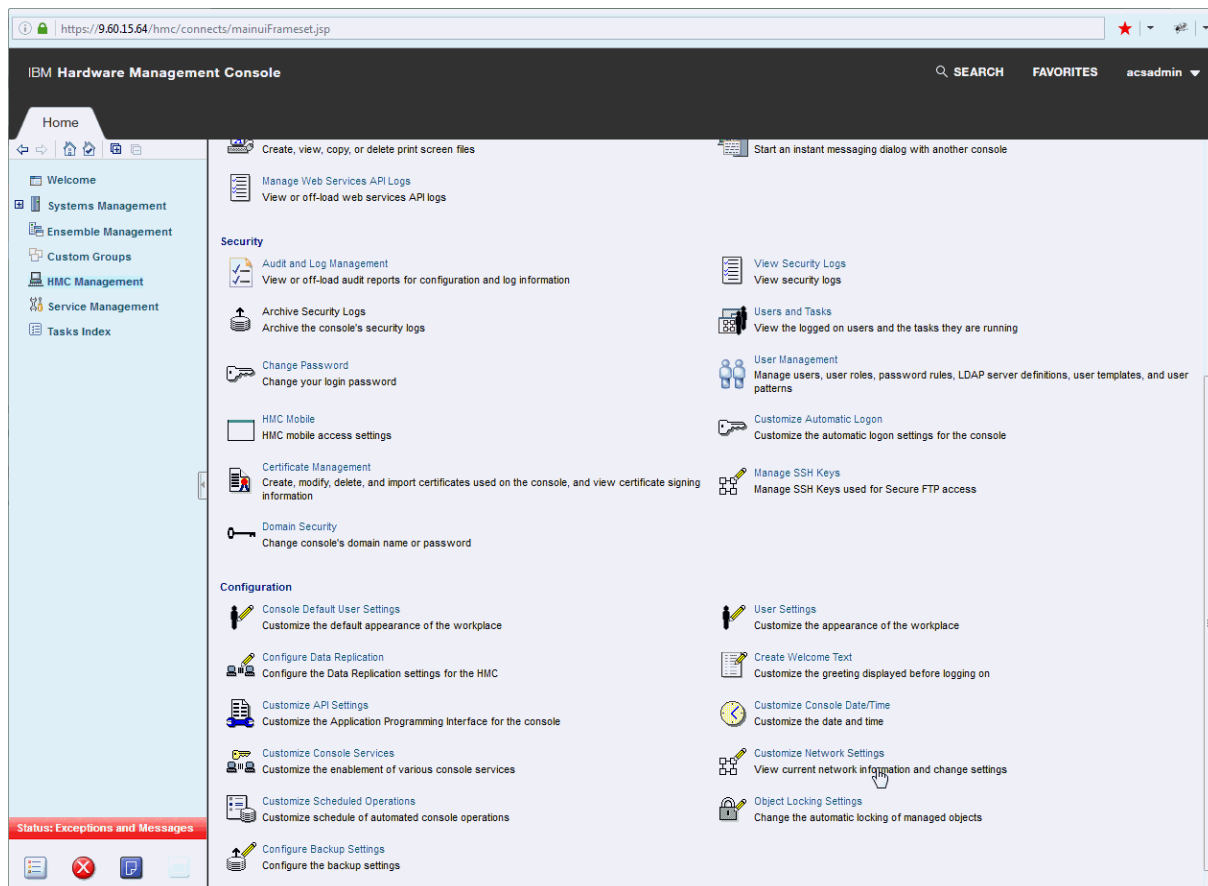 https://9.60.15.64/hmc/connects/mainuiFrameset.jsp
IBM Hardware Management Console
SEARCH
FAVORITES
acsadmin
Home
Welcome
Systems Management
Ensemble Management
Custom Groups
HMC Management
Service Management
Tasks Index
Status: Exceptions and Messages
Create, view, copy, or delete print screen files
Start an instant messaging dialog with another console
Manage Web Services API Logs
View or off-load web services API logs
Security
Audit and Log Management
View or off-load audit reports for configuration and log information
View Security Logs
View security logs
Archive Security Logs
Archive the console's security logs
Users and Tasks
View the logged on users and the tasks they are running
Change Password
Change your login password
User Management
Manage users, user roles, password rules, LDAP server definitions, user templates, and user
patterns
HMC Mobile
HMC mobile access settings
Customize Automatic Logon
Customize the automatic logon settings for the console
Certificate Management
Create, modify, delete, and import certificates used on the console, and view certificate signing
information
Manage SSH Keys
Manage SSH Keys used for Secure FTP access
Domain Security
Change console's domain name or password
Configuration
Console Default User Settings
Customize the default appearance of the workplace
User Settings
Customize the appearance of the workplace
Configure Data Replication
Configure the Data Replication settings for the HMC
Create Welcome Text
Customize the greeting displayed before logging on
Customize API Settings
Customize the Application Programming Interface for the console
Customize Console Date/Time
Customize the date and time
Customize Console Services
Customize the enablement of various console services
Customize Network Settings
View current network information and change settings
Customize Scheduled Operations
Customize schedule of automated console operations
Object Locking Settings
Change the automatic locking of managed objects
Configure Backup Settings
Configure the backup settings